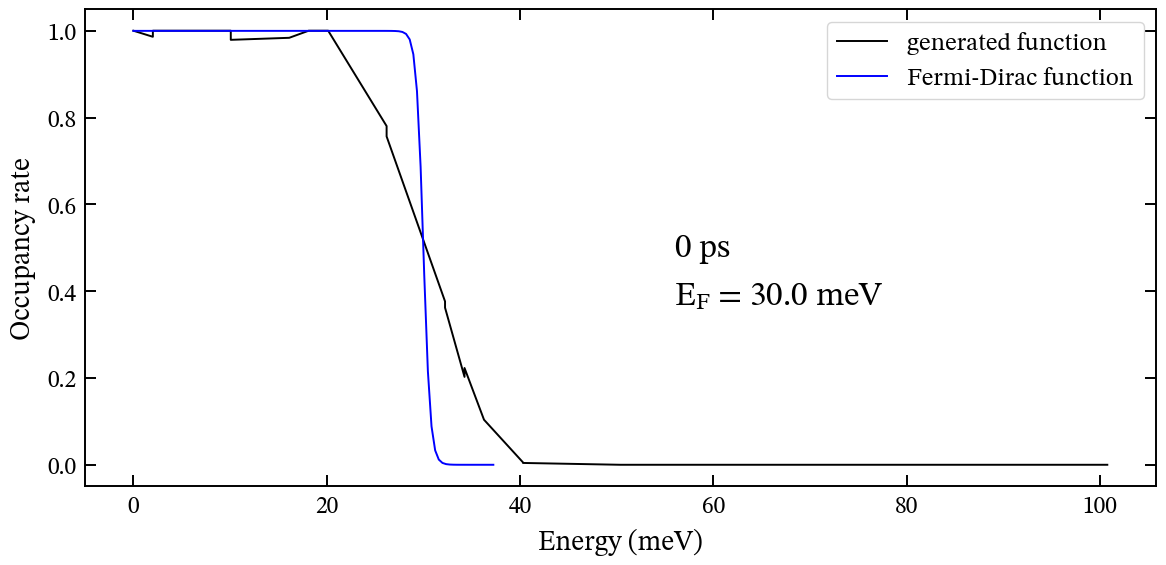 generated function
Fermi-Dirac function
1.0
0.8
0.6
0.4
0.2
0.0
Occupancy rate
0 ps
E_F = 30.0 meV
0 20 40 60 80 100
Energy (meV)